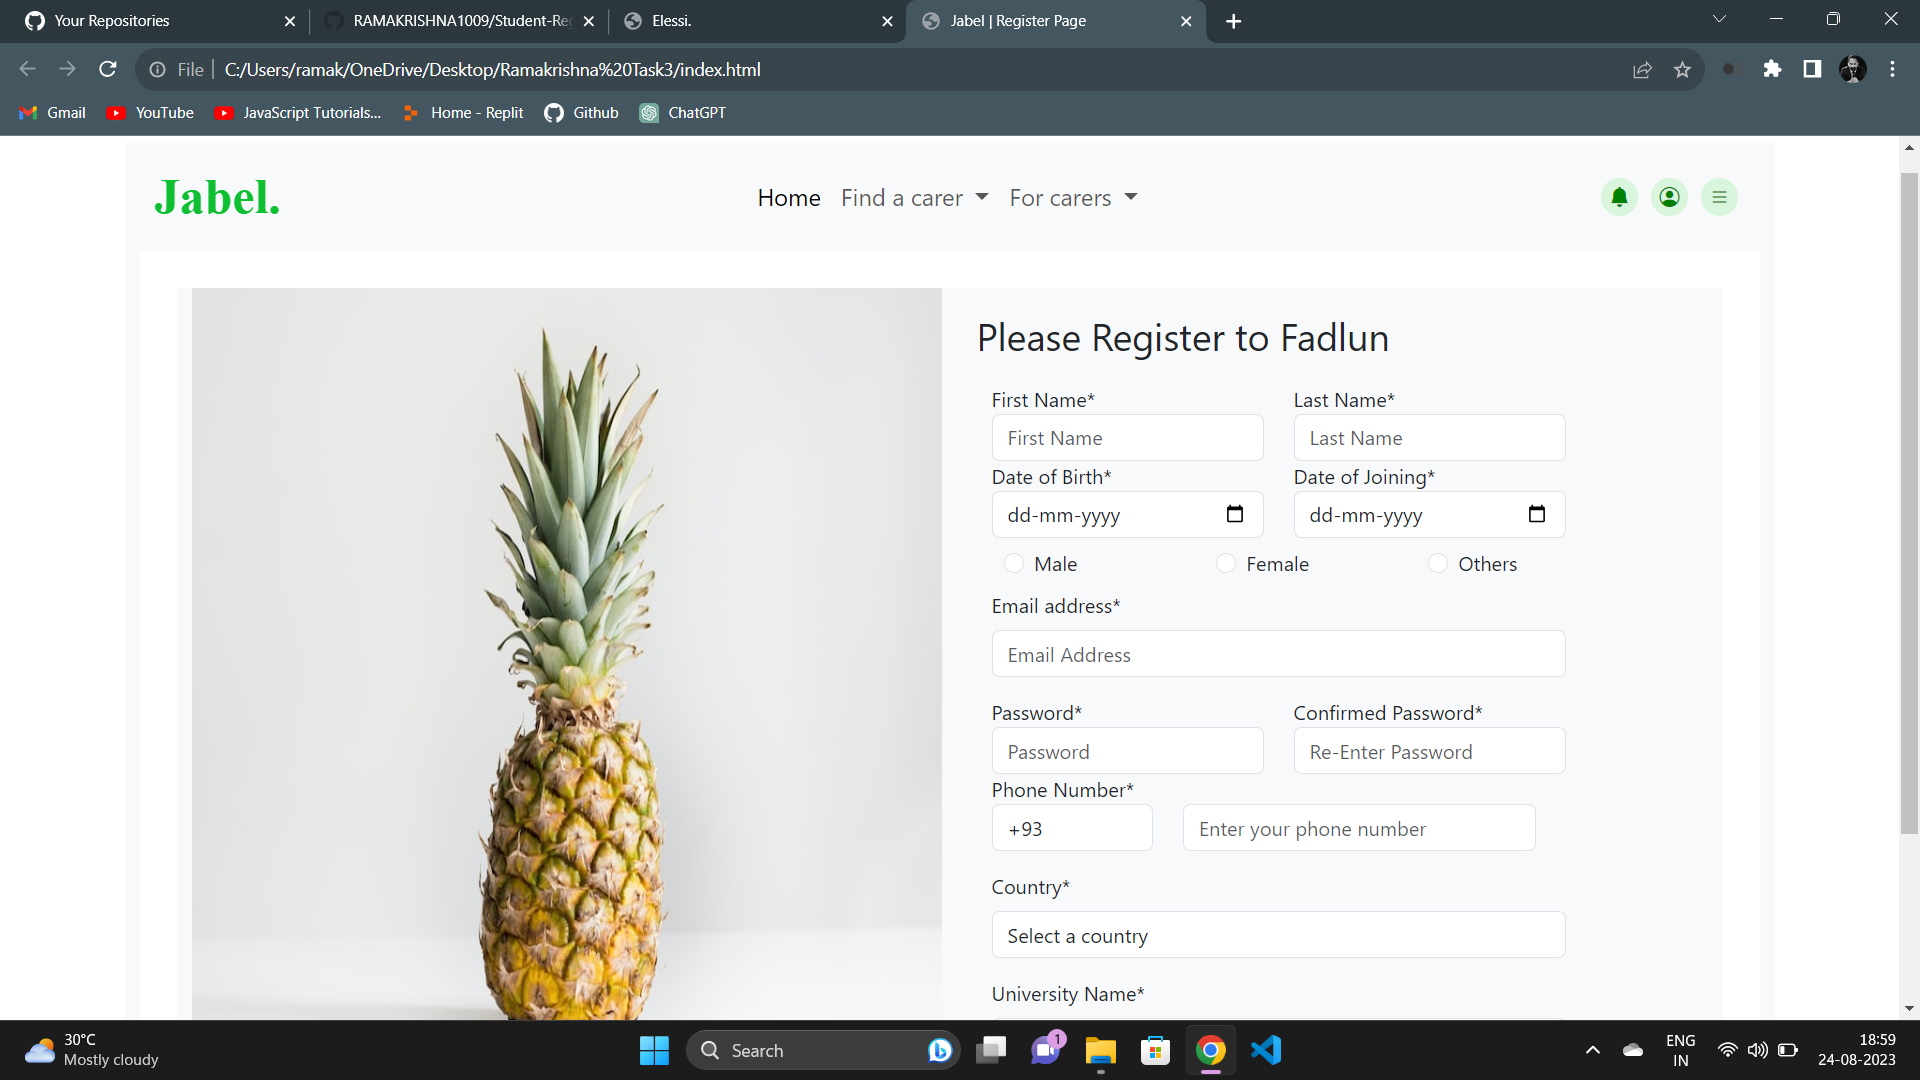 Your Repositories
RAMAKRISHNA1009/Student-Re
Elessi.
Jabel | Register Page
File
C:/Users/ramak/OneDrive/Desktop/Ramakrishna%20Task3/index.html
Gmail
YouTube
JavaScript Tutorials...
Home - Replit
Github
ChatGPT
Jabel.
Home
Find a carer
For carers
Please Register to Fadlun
First Name*
Last Name*
First Name
Last Name
Date of Birth*
Date of Joining*
dd-mm-yyyy
dd-mm-yyyy
Male
Female
Others
Email address*
Email Address
Password*
Confirmed Password*
Password
Re-Enter Password
Phone Number*
+93
Enter your phone number
Country*
Select a country
University Name*
30°C
Mostly cloudy
Search
1
ENG
IN
18:59
24-08-2023